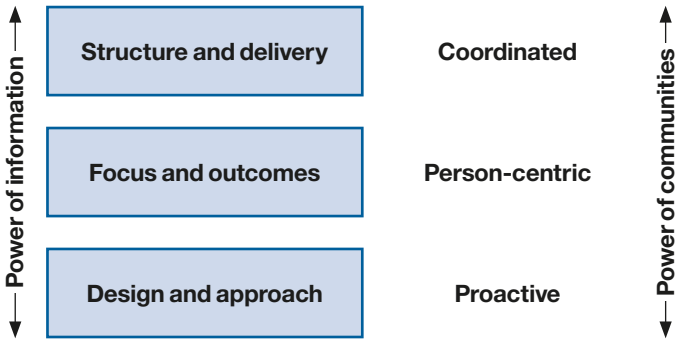 Power of information
Structure and delivery
Coordinated
Focus and outcomes
Person-centric
Design and approach
Proactive
Power of communities